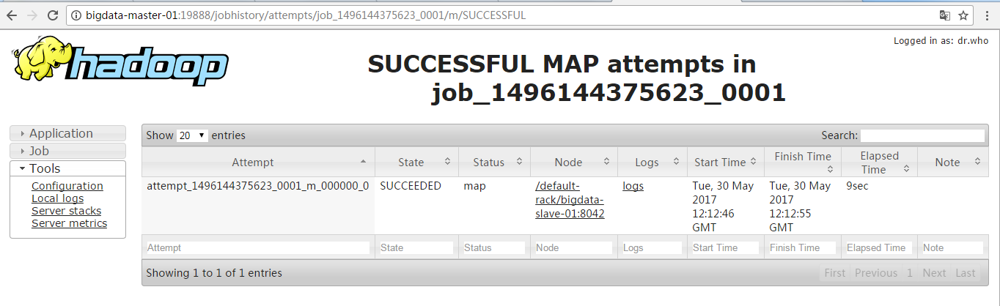 bigdata-master-01:19888/jobhistory/attempts/job_1496144375623_0001/m/SUCCESSFUL
Logged in as: dr.who
hadoop
SUCCESSFUL MAP attempts in
job_1496144375623_0001
Application
Job
Tools
Configuration
Local logs
Server stacks
Server metrics
Show 20 entries
Search:
Attempt State Status Node Logs Start Time Finish Time Elapsed Time Note
attempt_1496144375623_0001_m_000000_0 SUCCEEDED map /default- logs Tue, 30 May Tue, 30 May 9sec
rack/bigdata- 2017 2017
slave-01:8042 12:12:46 12:12:55
GMT GMT
Attempt State Status Node Logs Start Time Finish Time Elapsed Time Note
Showing 1 to 1 of 1 entries
First Previous 1 Next Last